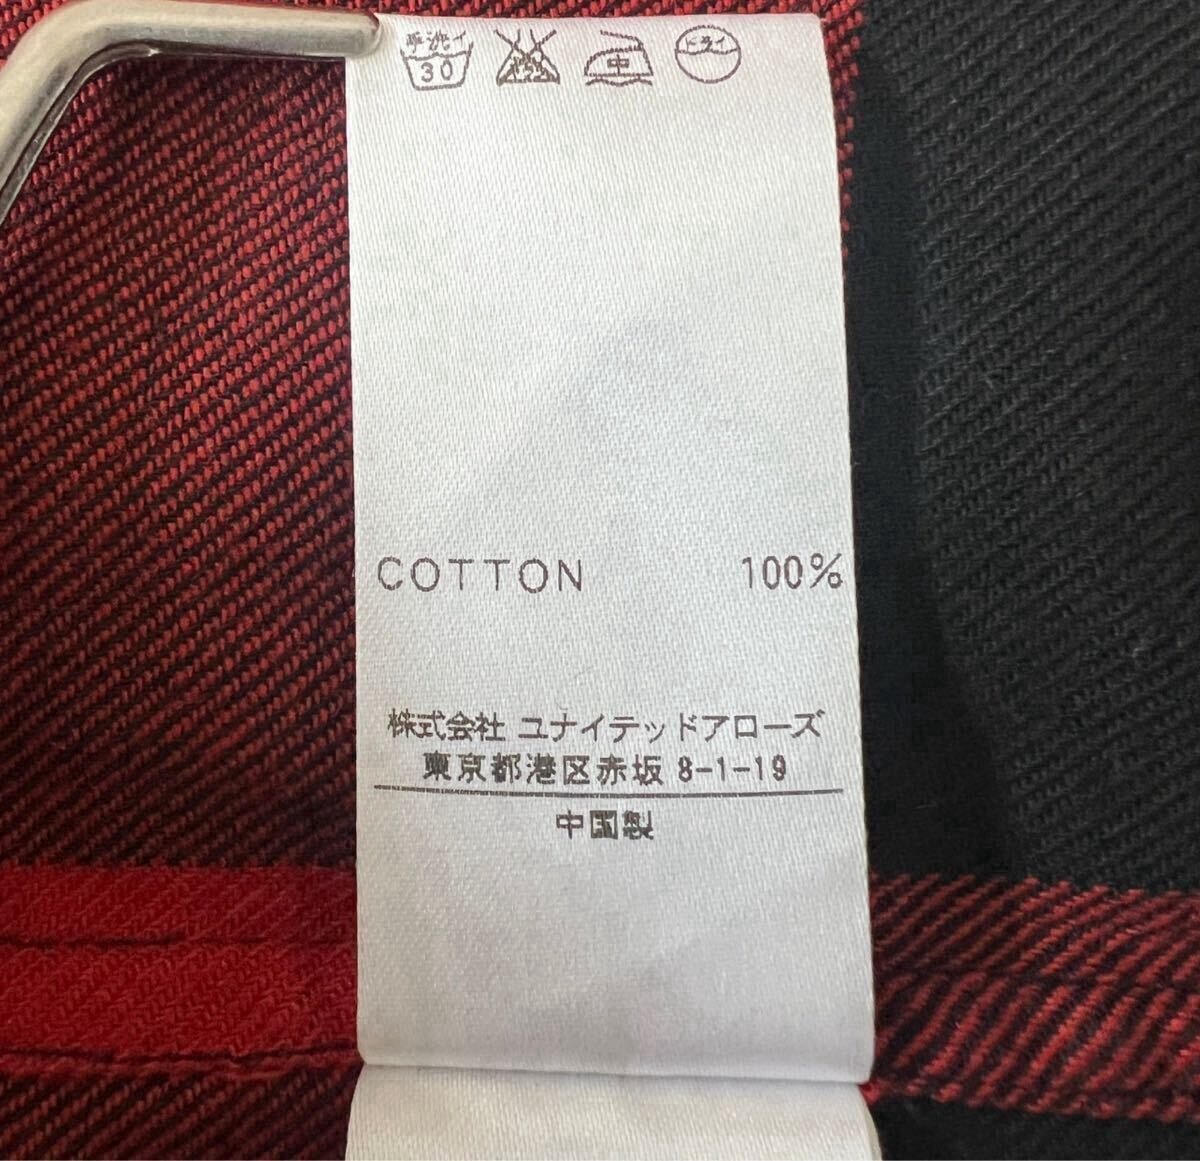 手洗イ 中 ドライ
30
COTTON 100%
株式会社 ユナイテッドアローズ
東京都港区赤坂 8-1-19
中国製